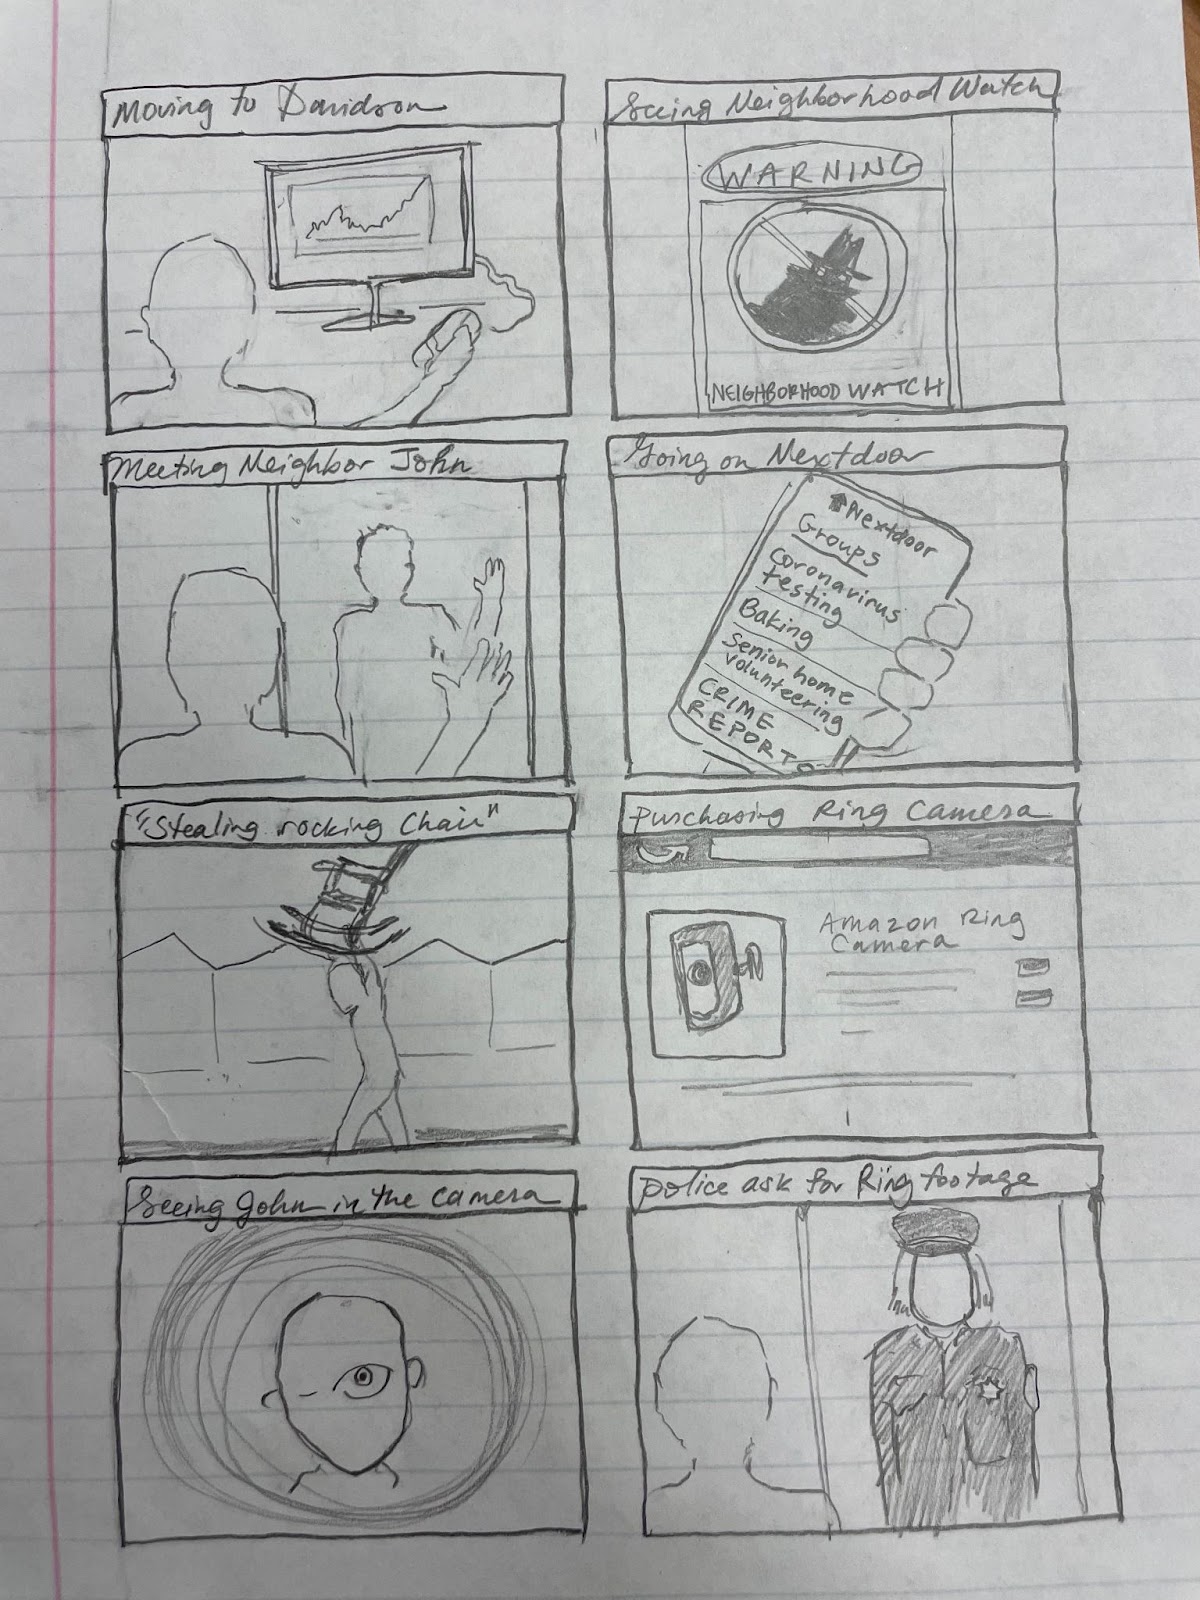 Moving to Davidson
Seeing Neighborhood Watch
WARNING
NEIGHBORHOOD WATCH
Meeting Neighbor John
Going on Nextdoor
Nextdoor
Groups
Coronavirus
testing
Baking
Senior home
volunteering
CRIME
REPORTS
"Stealing rocking Chair"
Purchasing Ring Camera
Amazon Ring
Camera
Seeing John in the camera
police ask for Ring footage